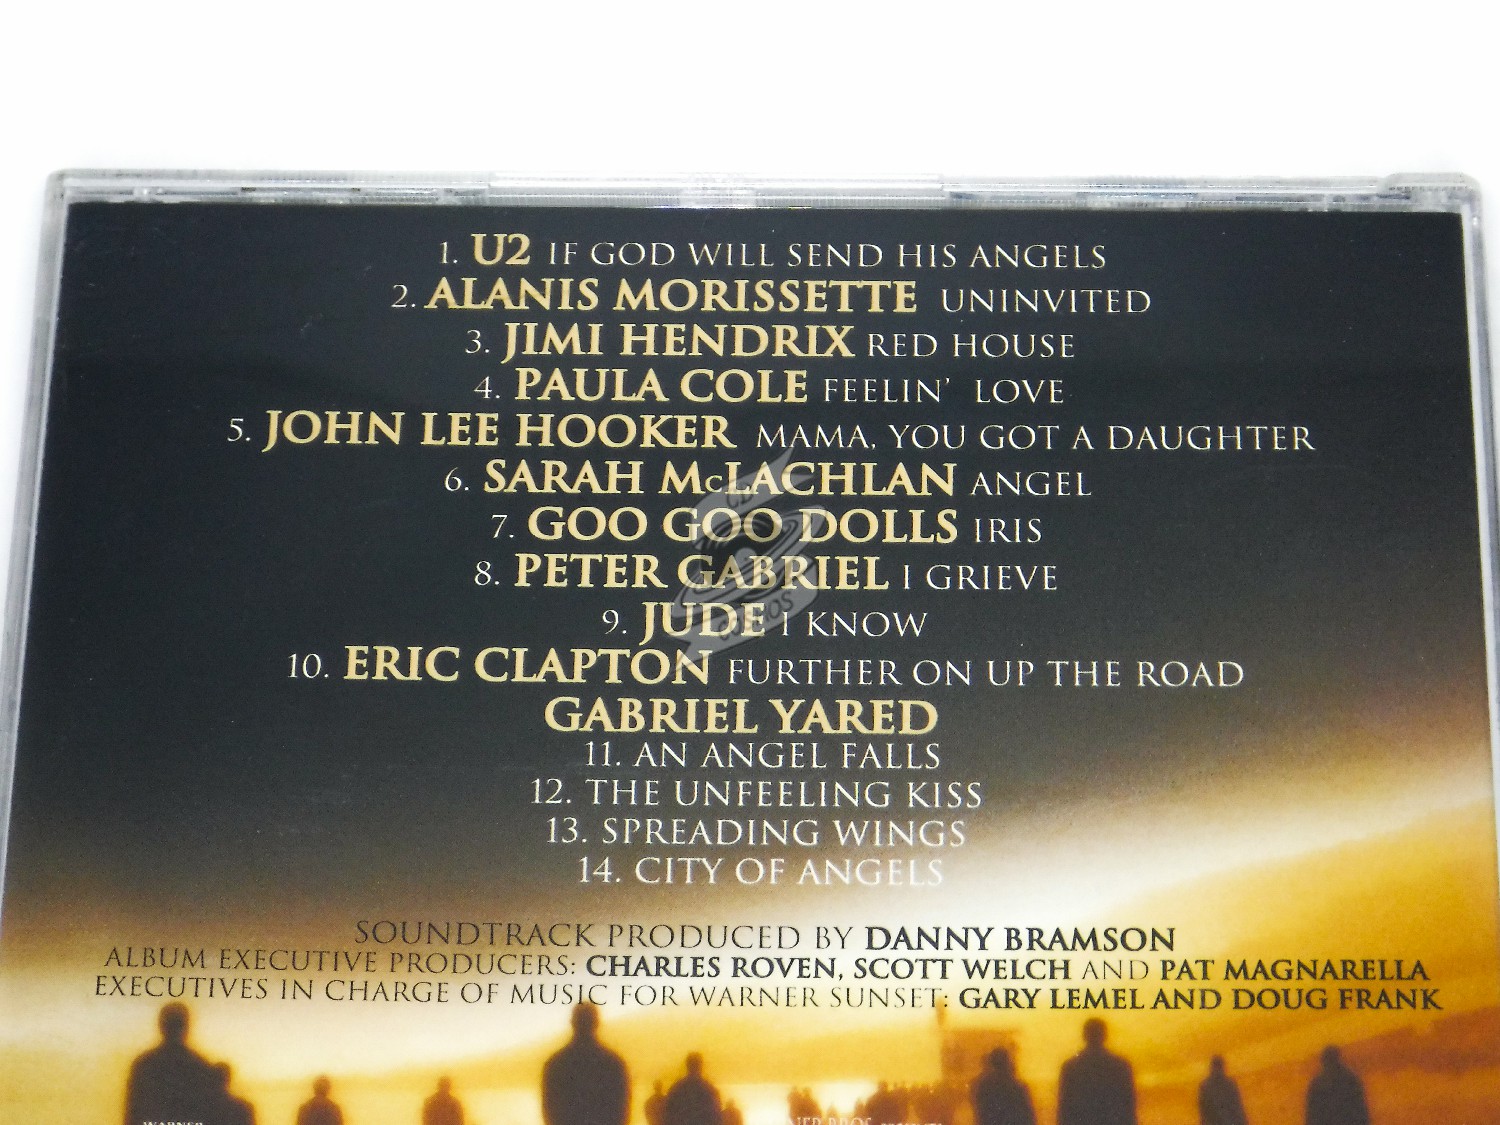 1. U2 IF GOD WILL SEND HIS ANGELS
2. ALANIS MORISSETTE UNINVITED
3. JIMI HENDRIX RED HOUSE
4. PAULA COLE FEELIN' LOVE
5. JOHN LEE HOOKER MAMA, YOU GOT A DAUGHTER
6. SARAH McLACHLAN ANGEL
7. GOO GOO DOLLS IRIS
8. PETER GABRIEL I GRIEVE
9. JUDE I KNOW
10. ERIC CLAPTON FURTHER ON UP THE ROAD
GABRIEL YARED
11. AN ANGEL FALLS
12. THE UNFEELING KISS
13. SPREADING WINGS
14. CITY OF ANGELS
SOUNDTRACK PRODUCED BY DANNY BRAMSON
ALBUM EXECUTIVE PRODUCERS: CHARLES ROVEN, SCOTT WELCH AND PAT MAGNARELLA
EXECUTIVES IN CHARGE OF MUSIC FOR WARNER SUNSET: GARY LEMEL AND DOUG FRANK
CD
COSMOS